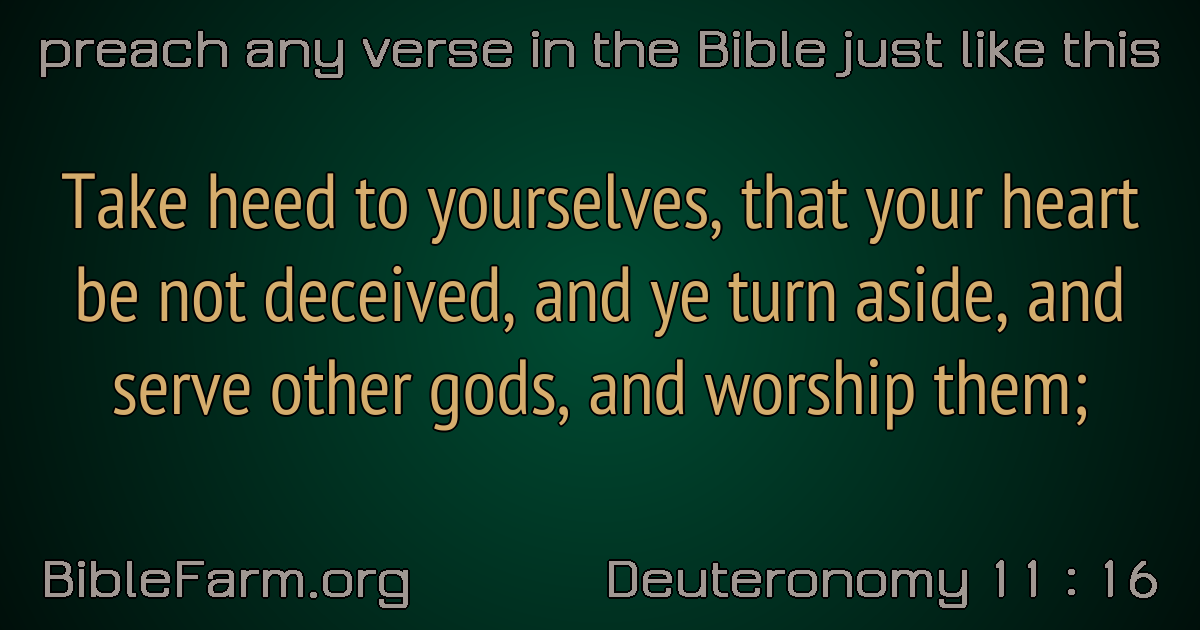 preach any verse in the Bible just like this
Take heed to yourselves, that your heart
be not deceived, and ye turn aside, and
serve other gods, and worship them;
BibleFarm.org
Deuteronomy 11 : 16